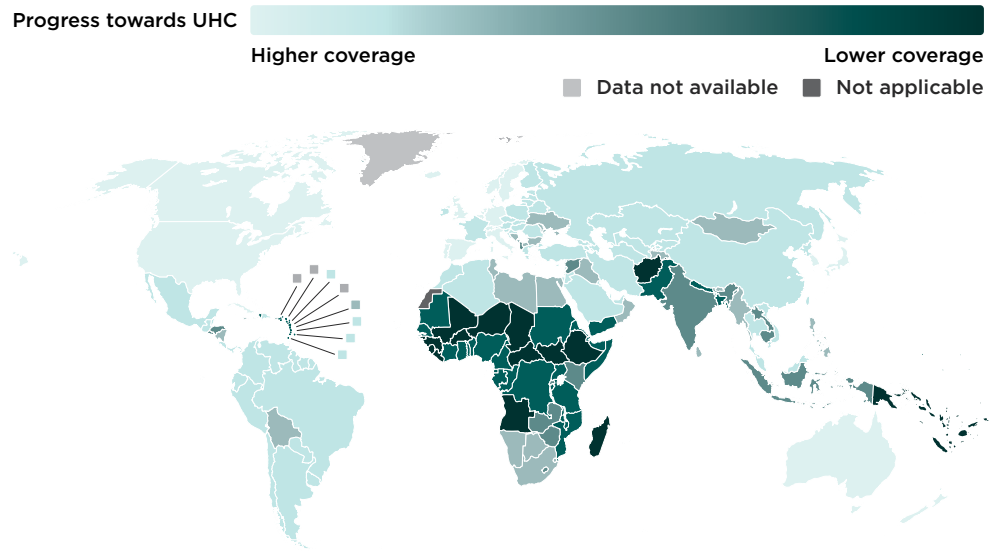 Progress towards UHC
Higher coverage
Lower coverage
Data not available
Not applicable